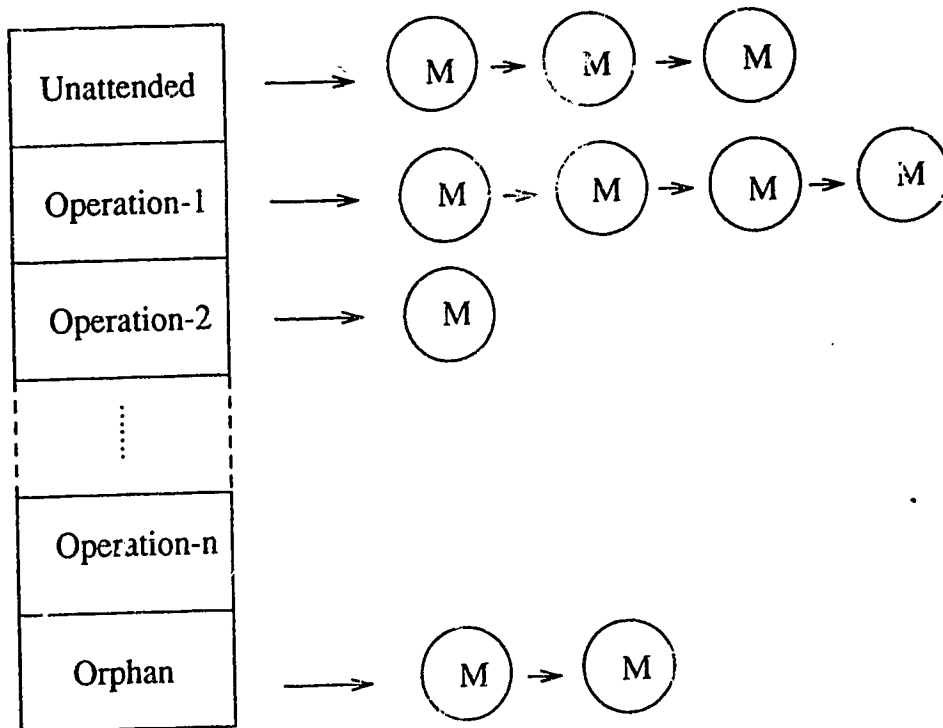 Unattended M M M
Operation-1 M M M M
Operation-2 M
Operation-n
Orphan M M